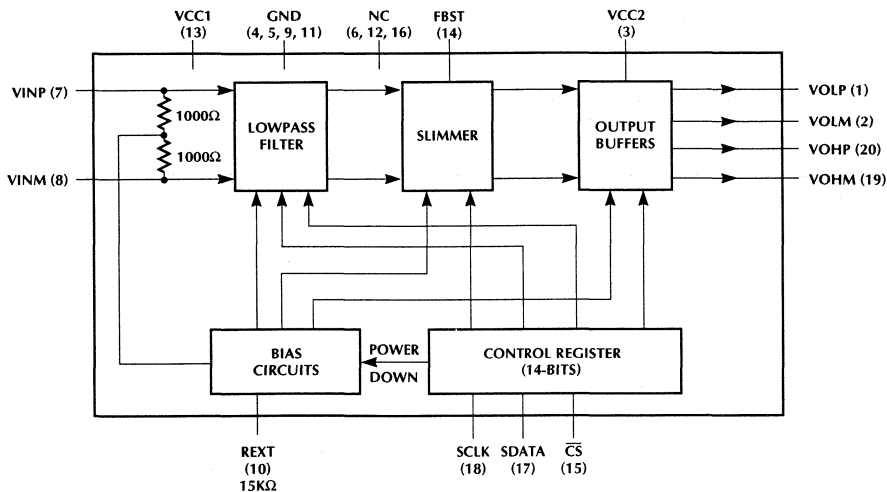 VCC1
(13)
GND
(4, 5, 9, 11)
NC
(6, 12, 16)
FBST
(14)
VCC2
(3)
VINP (7)
1000Ω
1000Ω
VINM (8)
LOWPASS
FILTER
SLIMMER
OUTPUT
BUFFERS
VOLP (1)
VOLM (2)
VOHP (20)
VOHM (19)
BIAS
CIRCUITS
POWER
DOWN
CONTROL REGISTER
(14-BITS)
REXT
(10)
15KΩ
SCLK
(18)
SDATA
(17)
C̅S̅
(15)